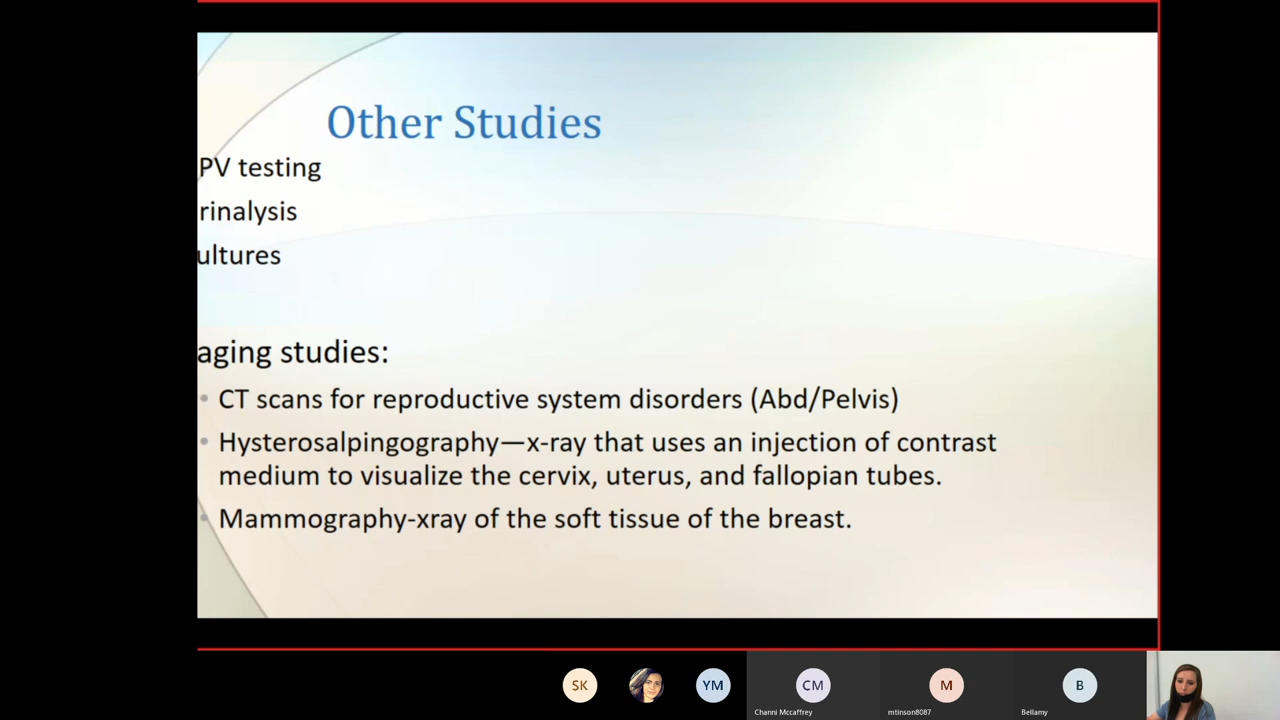 Other Studies
PV testing
rinalysis
ultures
aging studies:
• CT scans for reproductive system disorders (Abd/Pelvis)
• Hysterosalpingography—x-ray that uses an injection of contrast
medium to visualize the cervix, uterus, and fallopian tubes.
• Mammography-xray of the soft tissue of the breast.
SK
YM
CM
M
B
Channi Mccaffrey
mtinson8087
Bellamy